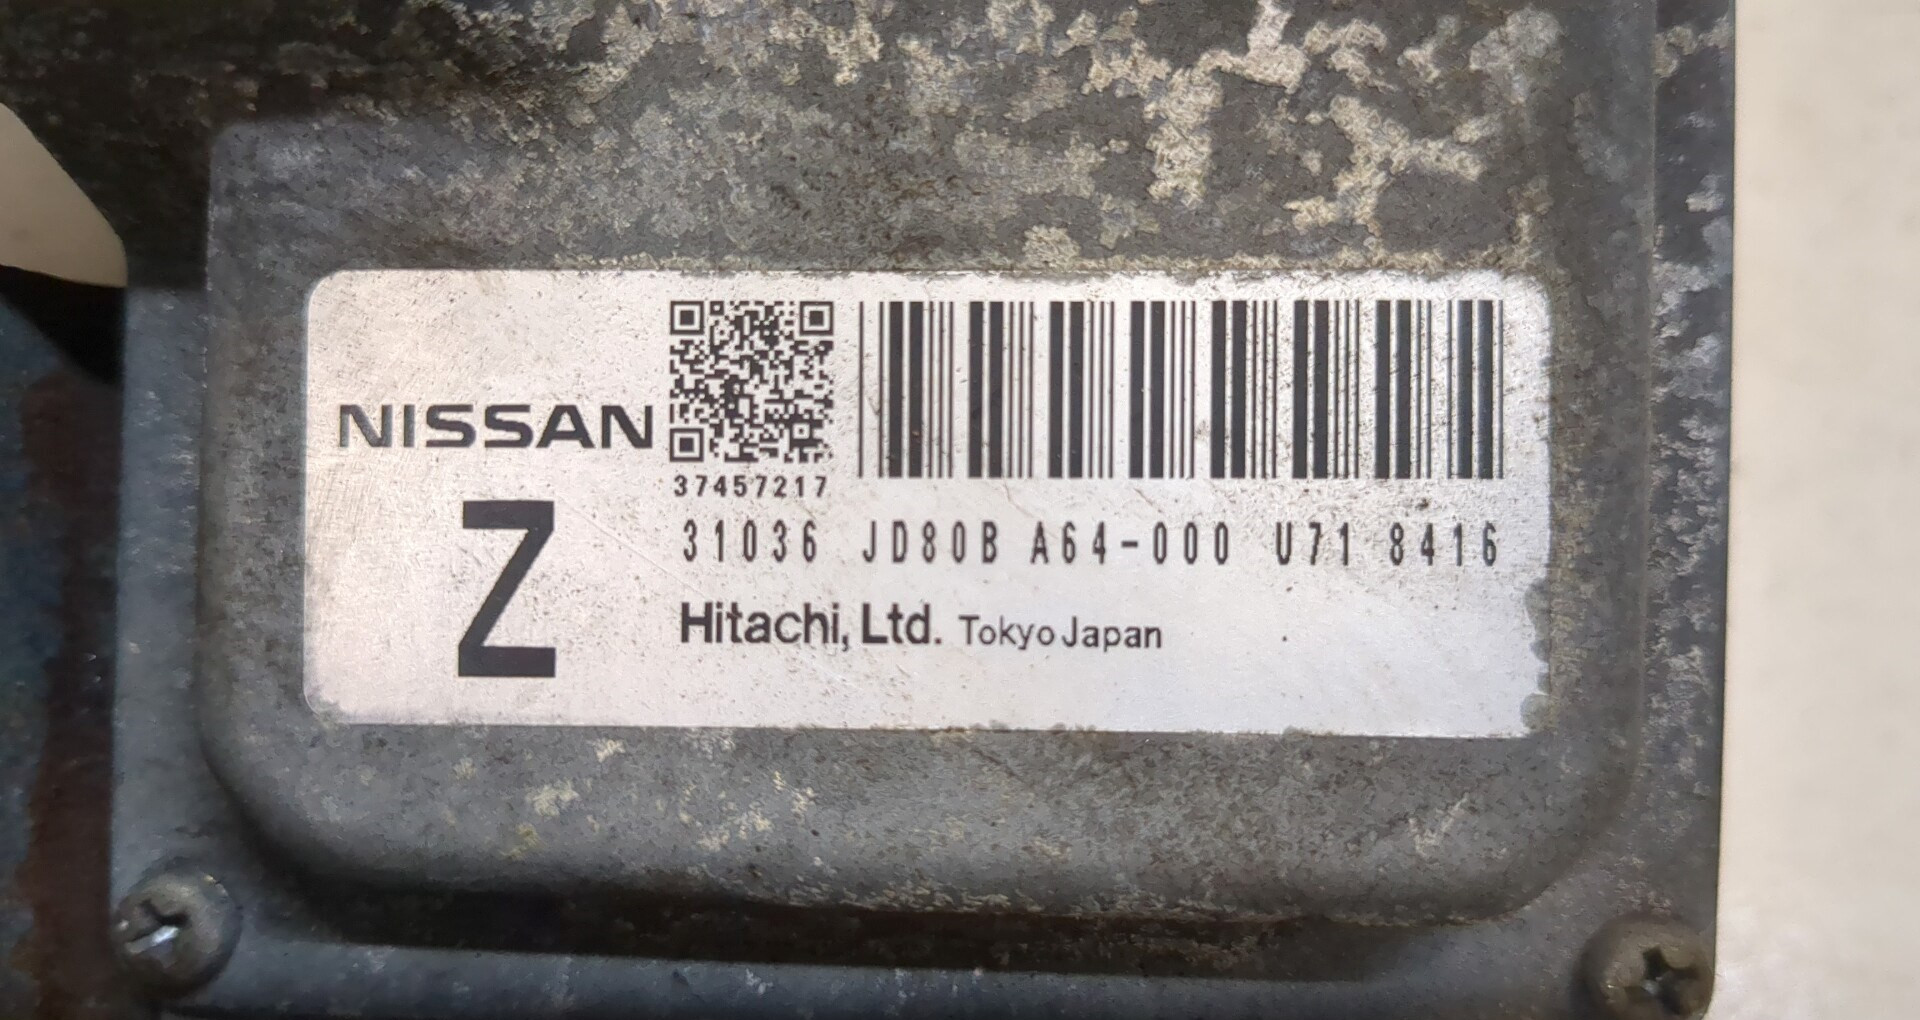 NISSAN
37457217
Z
31036 JD80B A64-000 U71 8416
Hitachi, Ltd. Tokyo Japan